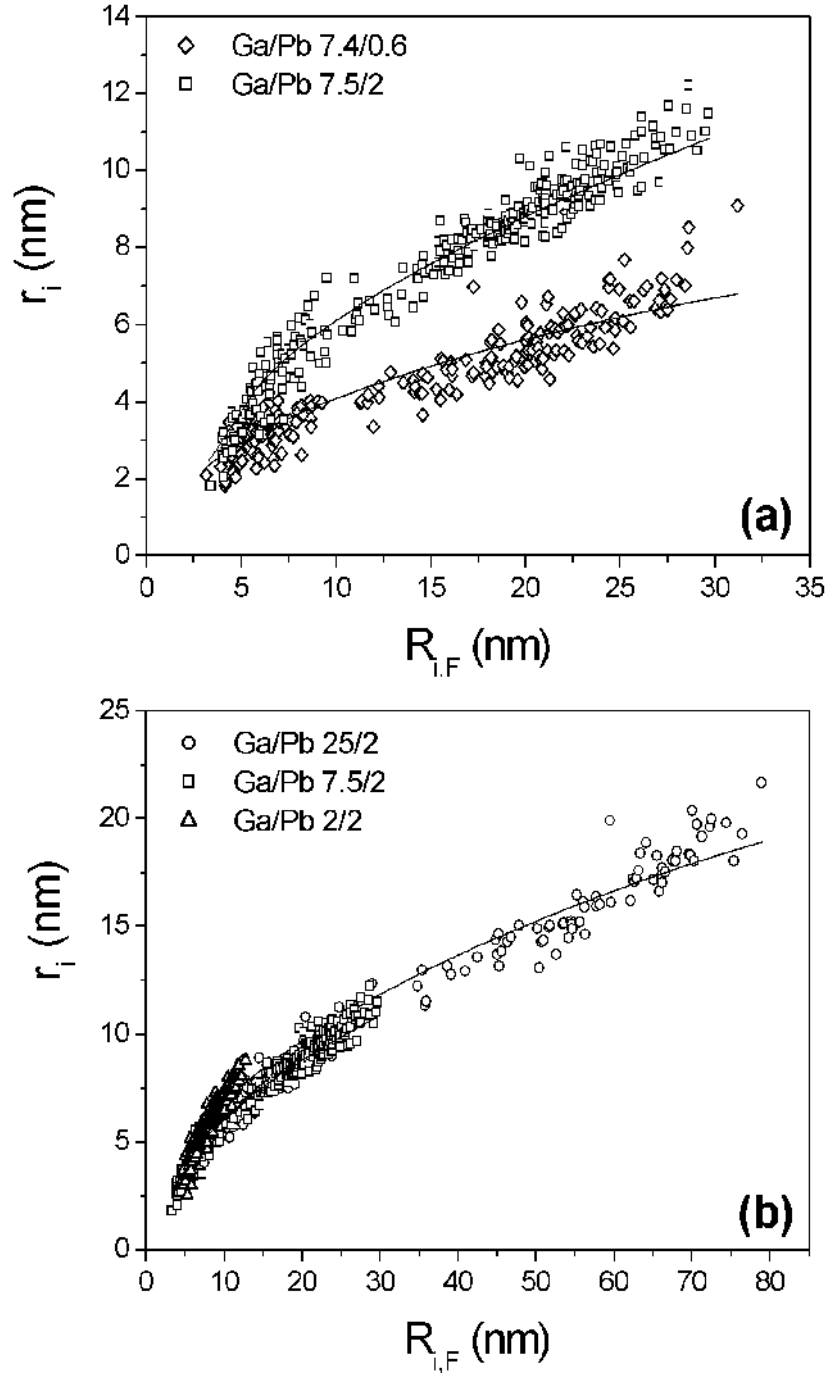 14
12
10
8
6
4
2
0
r_i (nm)
Ga/Pb 7.4/0.6
Ga/Pb 7.5/2
(a)
0 5 10 15 20 25 30 35
R_i,F (nm)
25
20
15
10
5
0
r_i (nm)
Ga/Pb 25/2
Ga/Pb 7.5/2
Ga/Pb 2/2
(b)
0 10 20 30 40 50 60 70 80
R_i,F (nm)